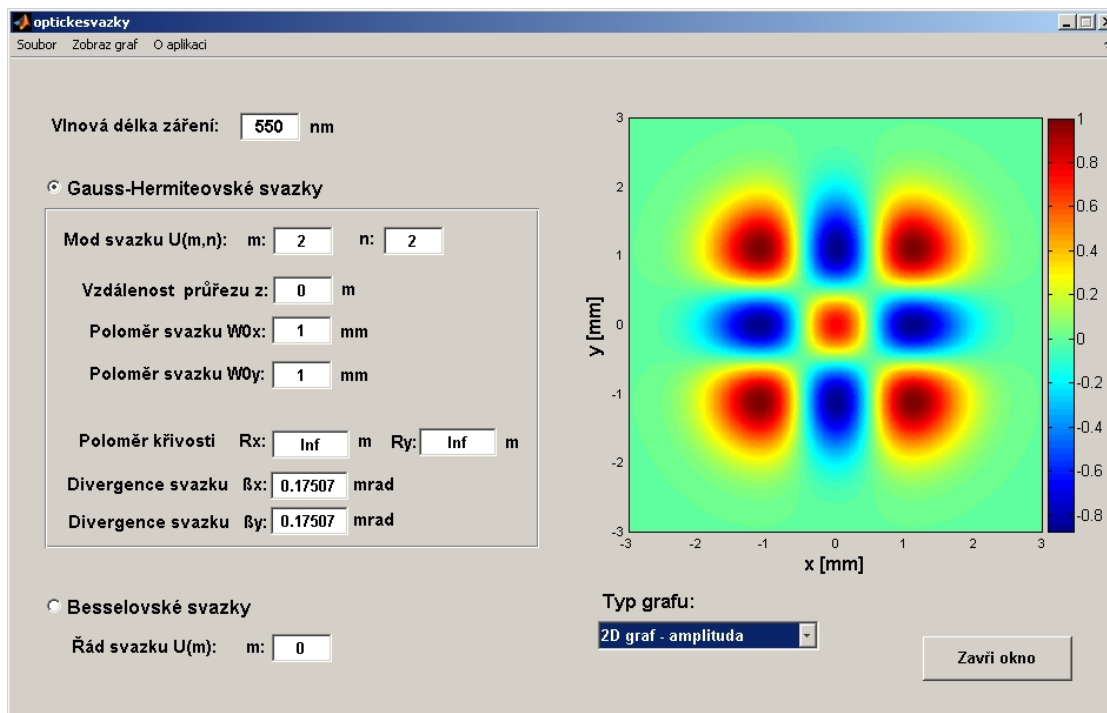 optickesvazky
Soubor Zobraz graf O aplikaci
Vlnová délka záření: 550 nm
Gauss-Hermiteovské svazky
Mod svazku U(m,n): m: 2 n: 2
Vzdálenost průřezu z: 0 m
Poloměr svazku W0x: 1 mm
Poloměr svazku W0y: 1 mm
Poloměr křivosti Rx: Inf m Ry: Inf m
Divergence svazku ßx: 0.17507 mrad
Divergence svazku ßy: 0.17507 mrad
Besselovské svazky
Řád svazku U(m): m: 0
3
2
1
0
-1
-2
-3
y [mm]
-3 -2 -1 0 1 2 3
x [mm]
1
0.8
0.6
0.4
0.2
0
-0.2
-0.4
-0.6
-0.8
Typ grafu:
2D graf - amplituda
Zavři okno